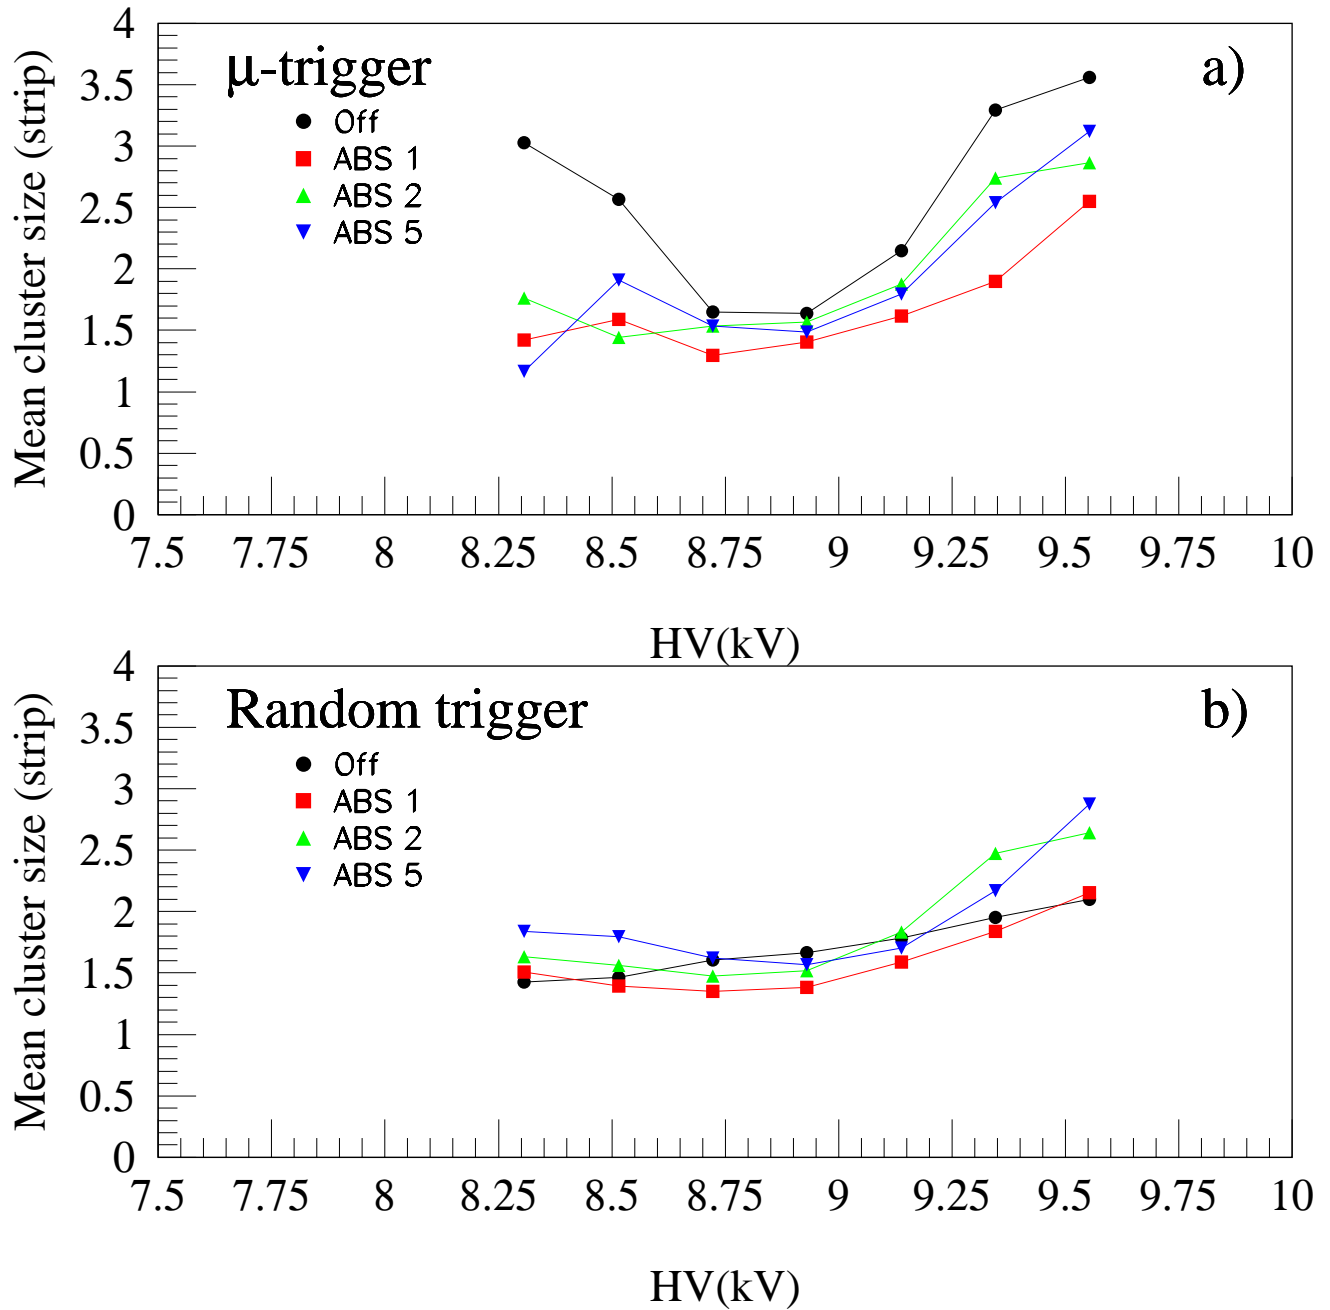 μ-trigger
a)
Off
ABS 1
ABS 2
ABS 5
Mean cluster size (strip)
4
3.5
3
2.5
2
1.5
1
0.5
0
7.5 7.75 8 8.25 8.5 8.75 9 9.25 9.5 9.75 10
HV(kV)
Random trigger
b)
Off
ABS 1
ABS 2
ABS 5
Mean cluster size (strip)
4
3.5
3
2.5
2
1.5
1
0.5
0
7.5 7.75 8 8.25 8.5 8.75 9 9.25 9.5 9.75 10
HV(kV)